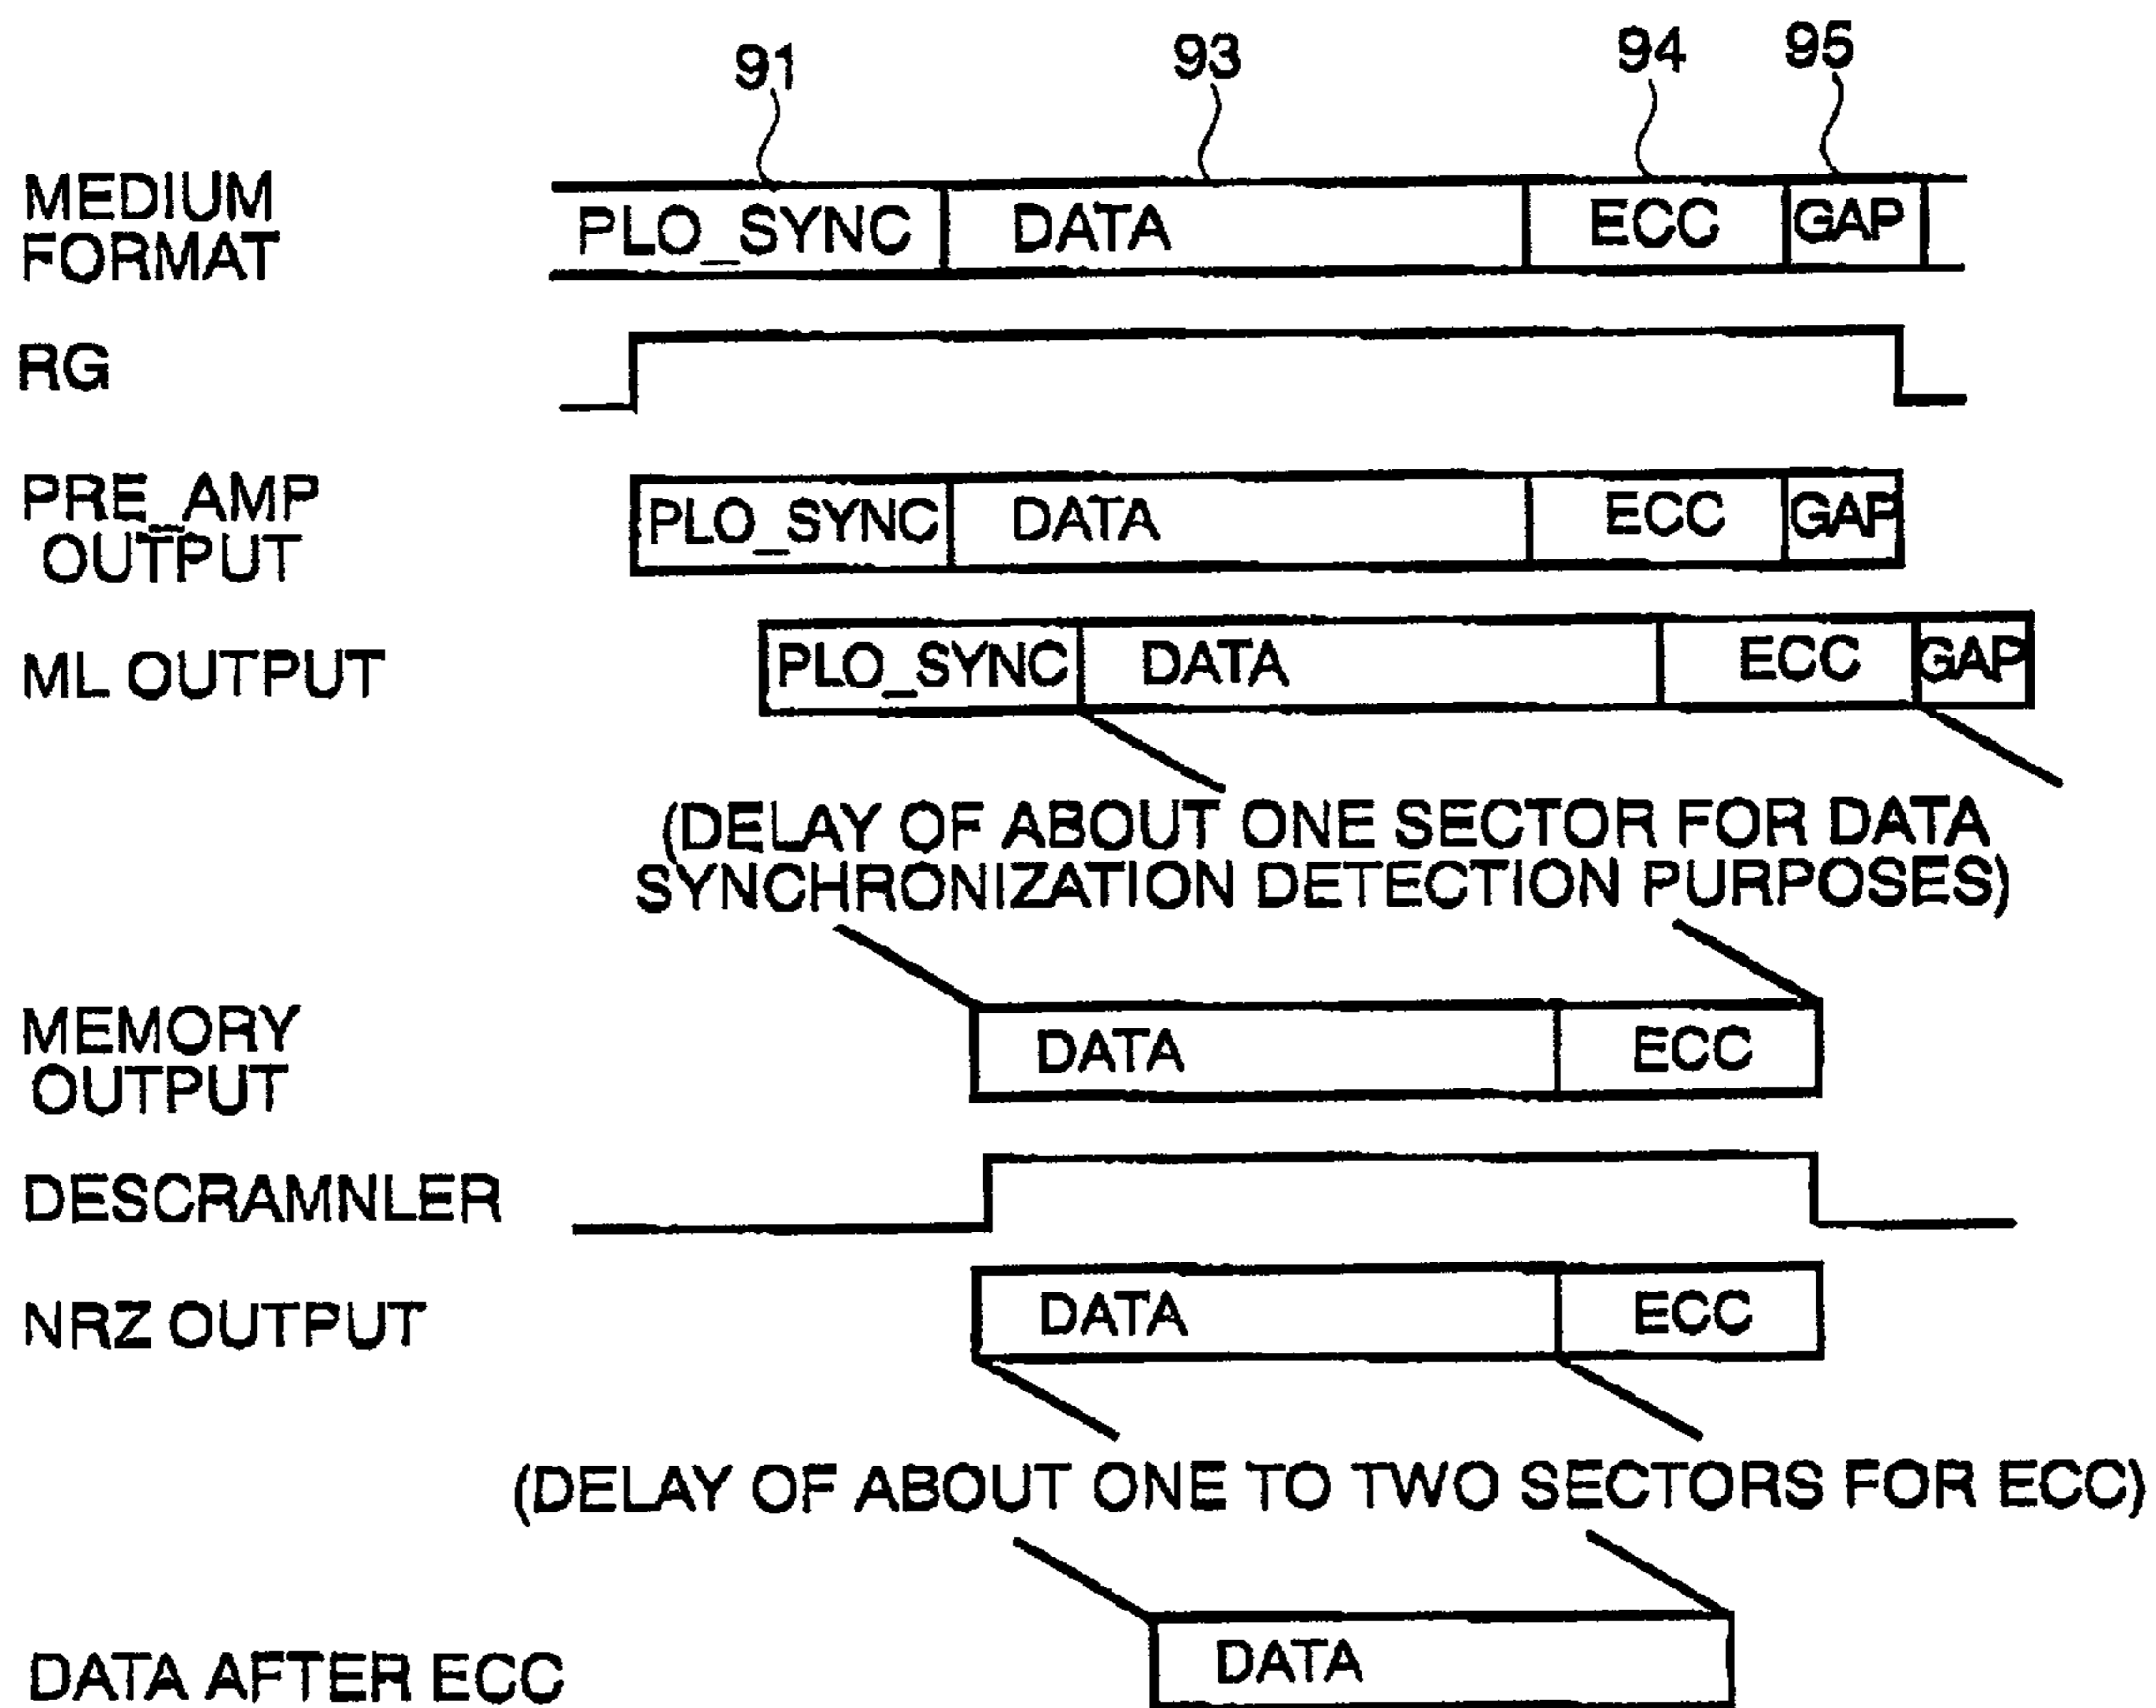 91 93 94 95
MEDIUM
FORMAT
PLO_SYNC DATA ECC GAP
RG
PRE_AMP
OUTPUT
PLO_SYNC DATA ECC GAP
ML OUTPUT
PLO_SYNC DATA ECC GAP
(DELAY OF ABOUT ONE SECTOR FOR DATA
SYNCHRONIZATION DETECTION PURPOSES)
MEMORY
OUTPUT
DATA ECC
DESCRAMNLER
NRZ OUTPUT
DATA ECC
(DELAY OF ABOUT ONE TO TWO SECTORS FOR ECC)
DATA AFTER ECC
DATA